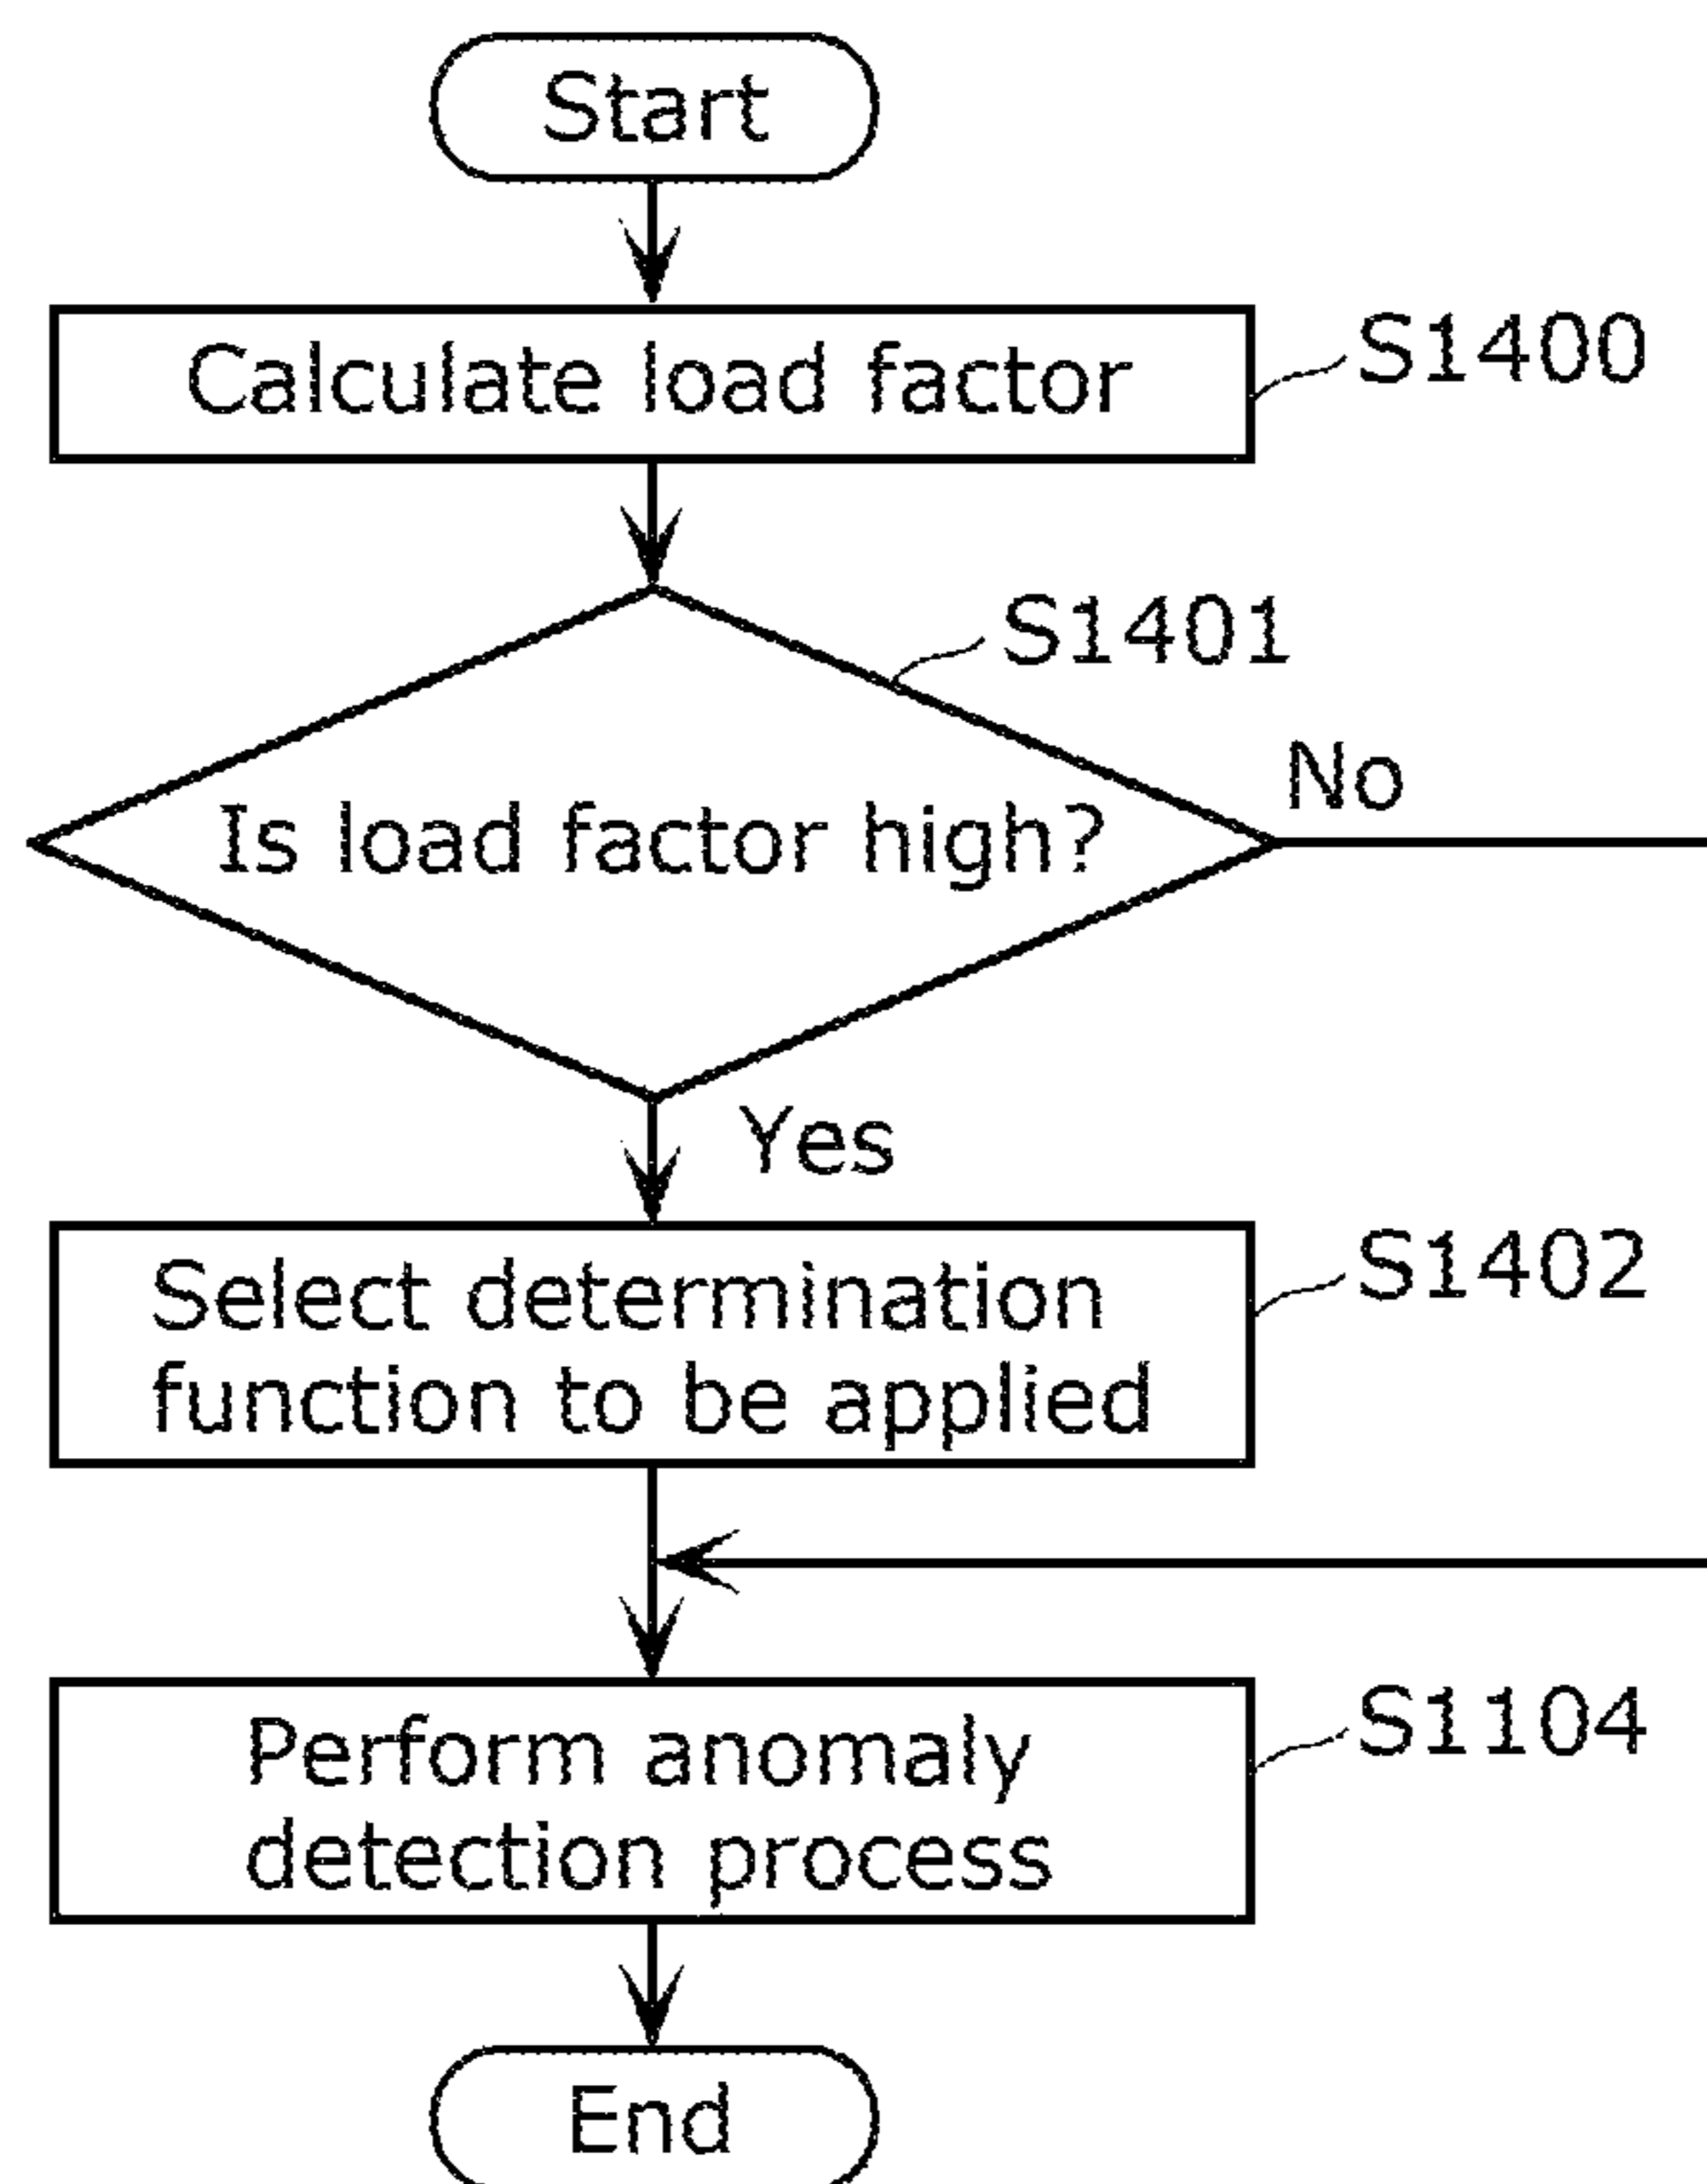 Start
Calculate load factor
S1400
S1401
Is load factor high?
No
Yes
Select determination
function to be applied
S1402
Perform anomaly
detection process
S1104
End